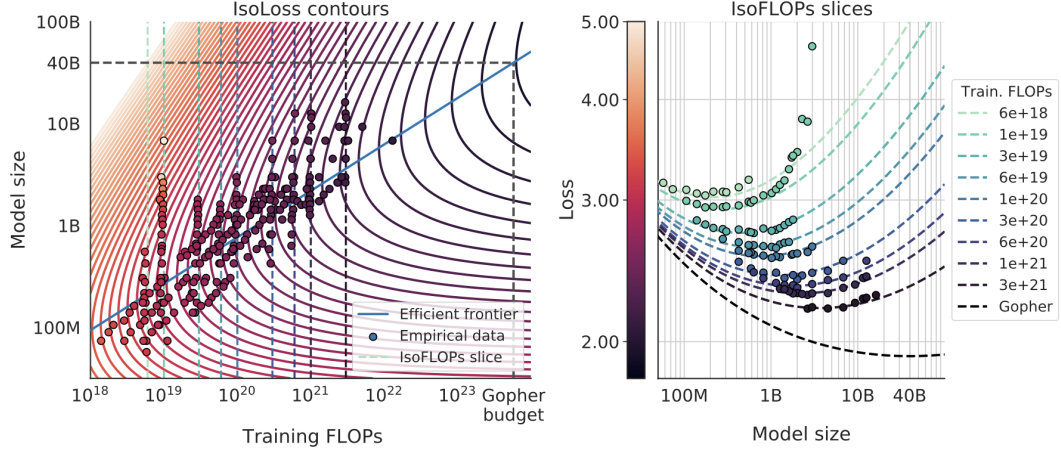 IsoLoss contours
100B
40B
10B
1B
100M
Model size
Efficient frontier
Empirical data
IsoFLOPs slice
10^18
10^19
10^20
10^21
10^22
10^23
Gopher
budget
Training FLOPs
IsoFLOPs slices
5.00
4.00
3.00
2.00
Loss
100M
1B
10B
40B
Model size
Train. FLOPs
6e+18
1e+19
3e+19
6e+19
1e+20
3e+20
6e+20
1e+21
3e+21
Gopher